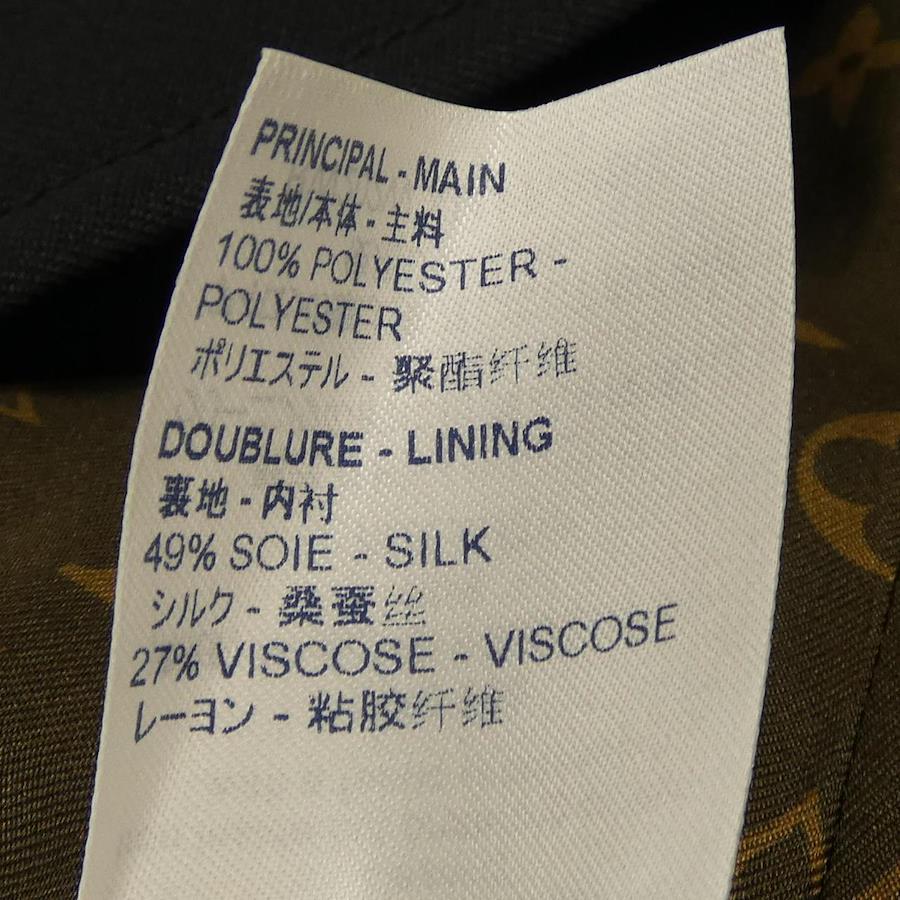 PRINCIPAL - MAIN
表地/本体 - 主料
100% POLYESTER -
POLYESTER
ポリエステル - 聚酯纤维
DOUBLURE - LINING
裏地 - 内衬
49% SOIE - SILK
シルク - 桑蚕丝
27% VISCOSE - VISCOSE
レーヨン - 粘胶纤维